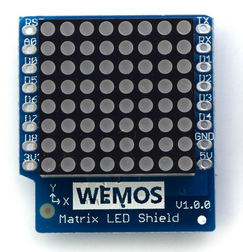 RST TX
A0 RX
D0 D1
D5 D2
D6 D3
D7 D4
D8 GND
3V3 5V
Y
X
WEMOS
V1.0.0
Matrix LED Shield